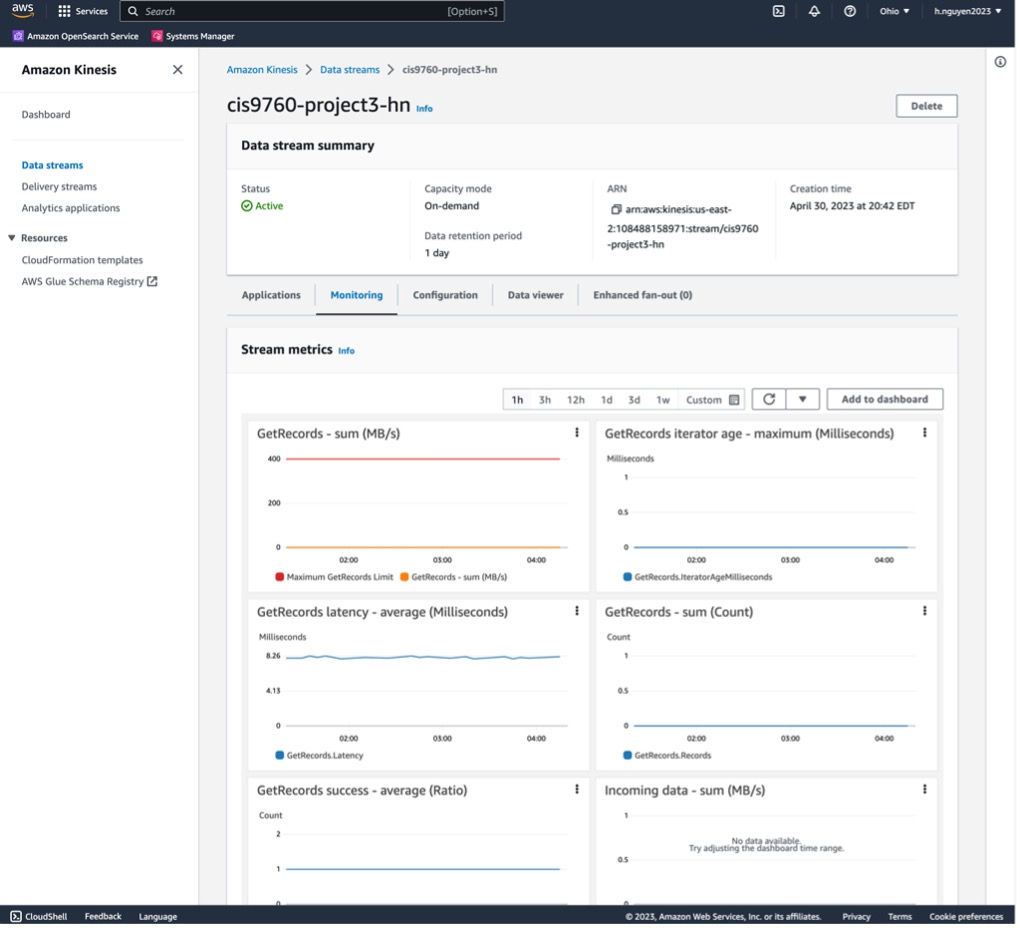 aws
Services
Search
[Option+S]
Ohio
h.nguyen2023
Amazon OpenSearch Service
Systems Manager
Amazon Kinesis
Dashboard
Data streams
Delivery streams
Analytics applications
Resources
CloudFormation templates
AWS Glue Schema Registry
Amazon Kinesis > Data streams > cis9760-project3-hn
cis9760-project3-hn Info
Delete
Data stream summary
Status
Active
Capacity mode
On-demand
Data retention period
1 day
ARN
arn:aws:kinesis:us-east-
2:108488158971:stream/cis9760
-project3-hn
Creation time
April 30, 2023 at 20:42 EDT
Applications
Monitoring
Configuration
Data viewer
Enhanced fan-out (0)
Stream metrics Info
1h 3h 12h 1d 3d 1w Custom
Add to dashboard
GetRecords - sum (MB/s)
400
200
0
02:00 03:00 04:00
Maximum GetRecords Limit GetRecords - sum (MB/s)
GetRecords iterator age - maximum (Milliseconds)
Milliseconds
1
0.5
0
02:00 03:00 04:00
GetRecords.IteratorAgeMilliseconds
GetRecords latency - average (Milliseconds)
Milliseconds
8.26
4.13
0
02:00 03:00 04:00
GetRecords.Latency
GetRecords - sum (Count)
Count
1
0.5
0
02:00 03:00 04:00
GetRecords.Records
GetRecords success - average (Ratio)
Count
2
1
0
Incoming data - sum (MB/s)
1
No data available.
Try adjusting the dashboard time range.
0.5
0
CloudShell Feedback Language
© 2023, Amazon Web Services, Inc. or its affiliates. Privacy Terms Cookie preferences